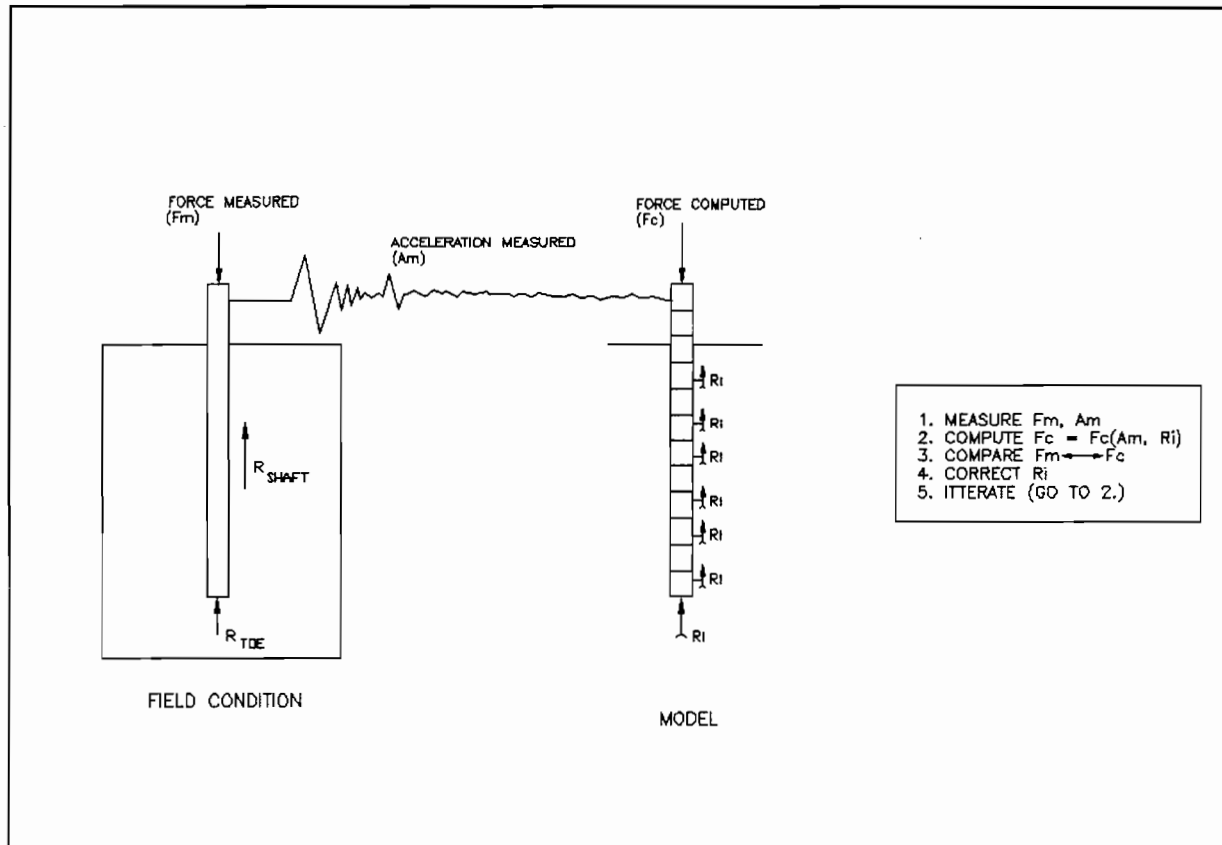 FORCE MEASURED
(Fm)
FORCE COMPUTED
(Fc)
ACCELERATION MEASURED
(Am)
R SHAFT
R TOE
Ri
Ri
Ri
Ri
Ri
Ri
Ri
FIELD CONDITION
MODEL
1. MEASURE Fm, Am
2. COMPUTE Fc = Fc(Am, Ri)
3. COMPARE Fm⟷Fc
4. CORRECT Ri
5. ITTERATE (GO TO 2.)